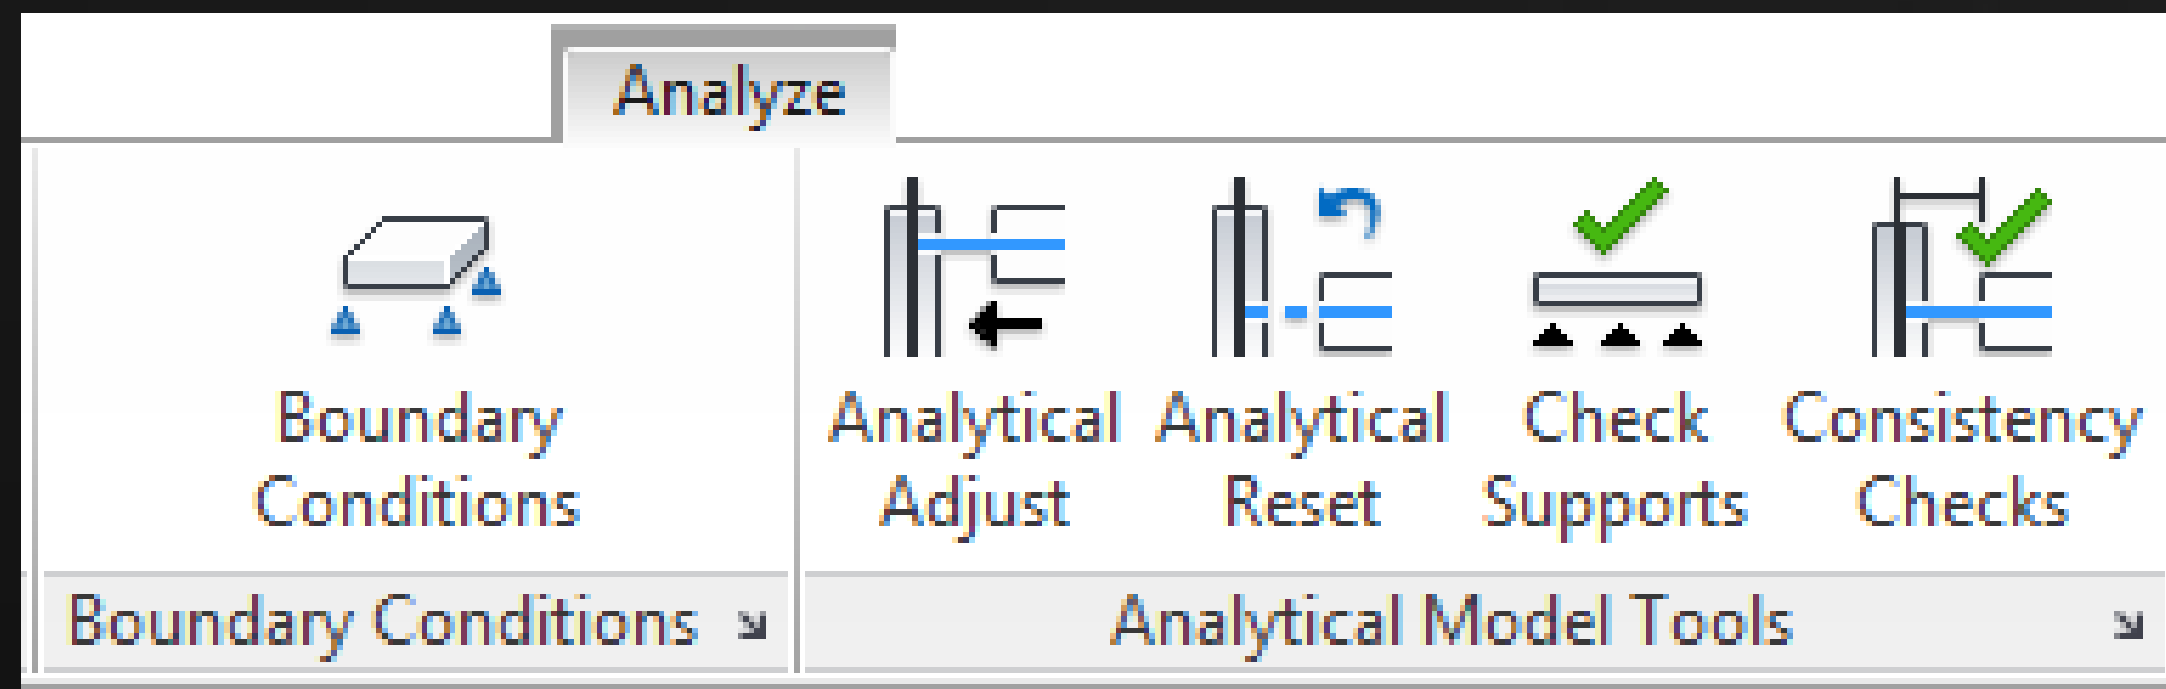 Analyze
Boundary
Conditions
Analytical
Adjust
Analytical
Reset
Check
Supports
Consistency
Checks
Boundary Conditions
Analytical Model Tools